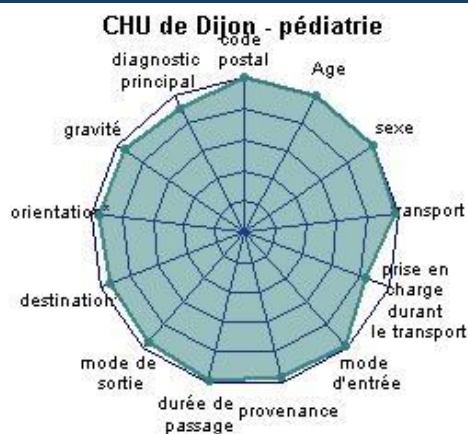 CHU de Dijon - pédiatrie
code
postal
Age
sexe
ransport
prise en
charge
durant
le transport
mode
d'entrée
provenance
durée de
passage
mode de
sortie
destination
orientation
gravité
diagnostic
principal